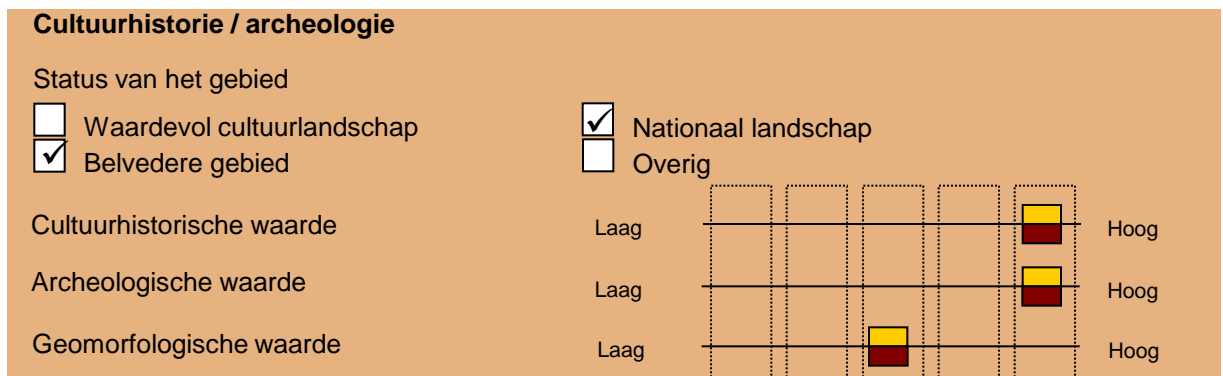 Cultuurhistorie / archeologie
Status van het gebied
Waardevol cultuurlandschap
Nationaal landschap
Belvedere gebied
Overig
Cultuurhistorische waarde Laag Hoog
Archeologische waarde Laag Hoog
Geomorfologische waarde Laag Hoog